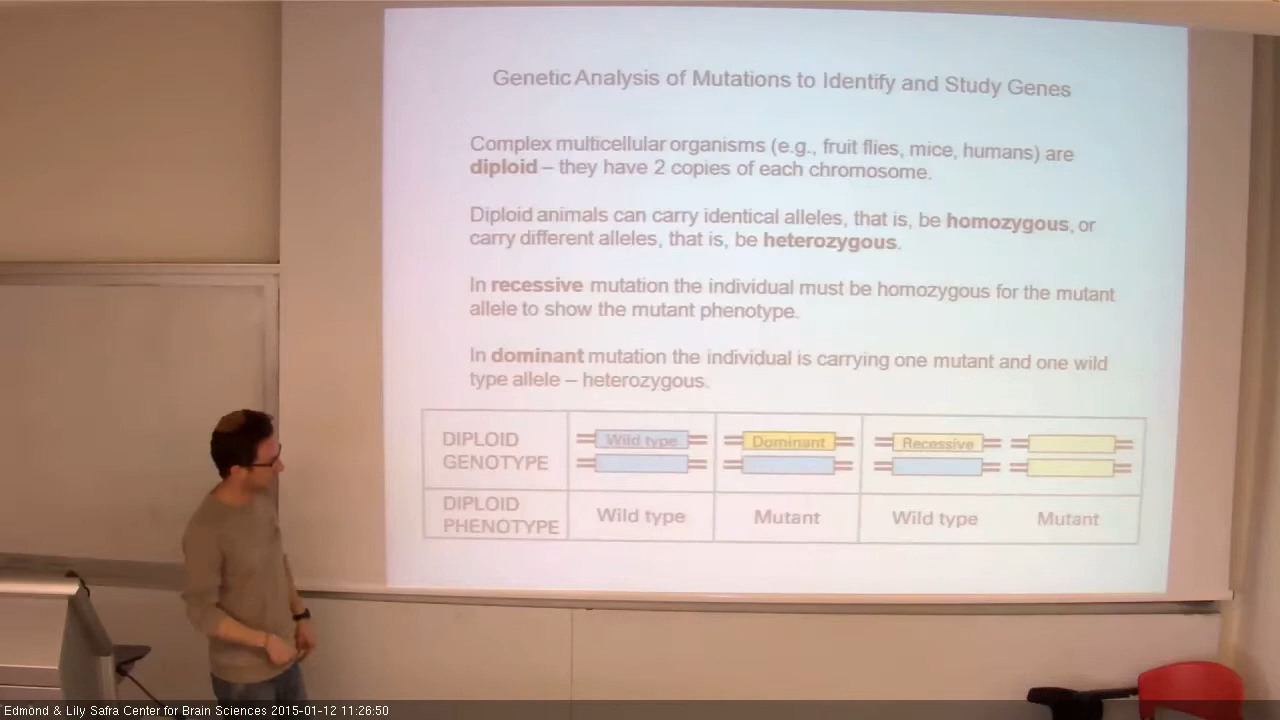 Genetic Analysis of Mutations to Identify and Study Genes
Complex multicellular organisms (e.g., fruit flies, mice, humans) are
diploid – they have 2 copies of each chromosome.
Diploid animals can carry identical alleles, that is, be homozygous, or
carry different alleles, that is, be heterozygous.
In recessive mutation the individual must be homozygous for the mutant
allele to show the mutant phenotype.
In dominant mutation the individual is carrying one mutant and one wild
type allele – heterozygous.
DIPLOID
GENOTYPE
Wild type
Dominant
Recessive
DIPLOID
PHENOTYPE
Wild type
Mutant
Wild type
Mutant
Edmond & Lily Safra Center for Brain Sciences 2015-01-12 11:26:50